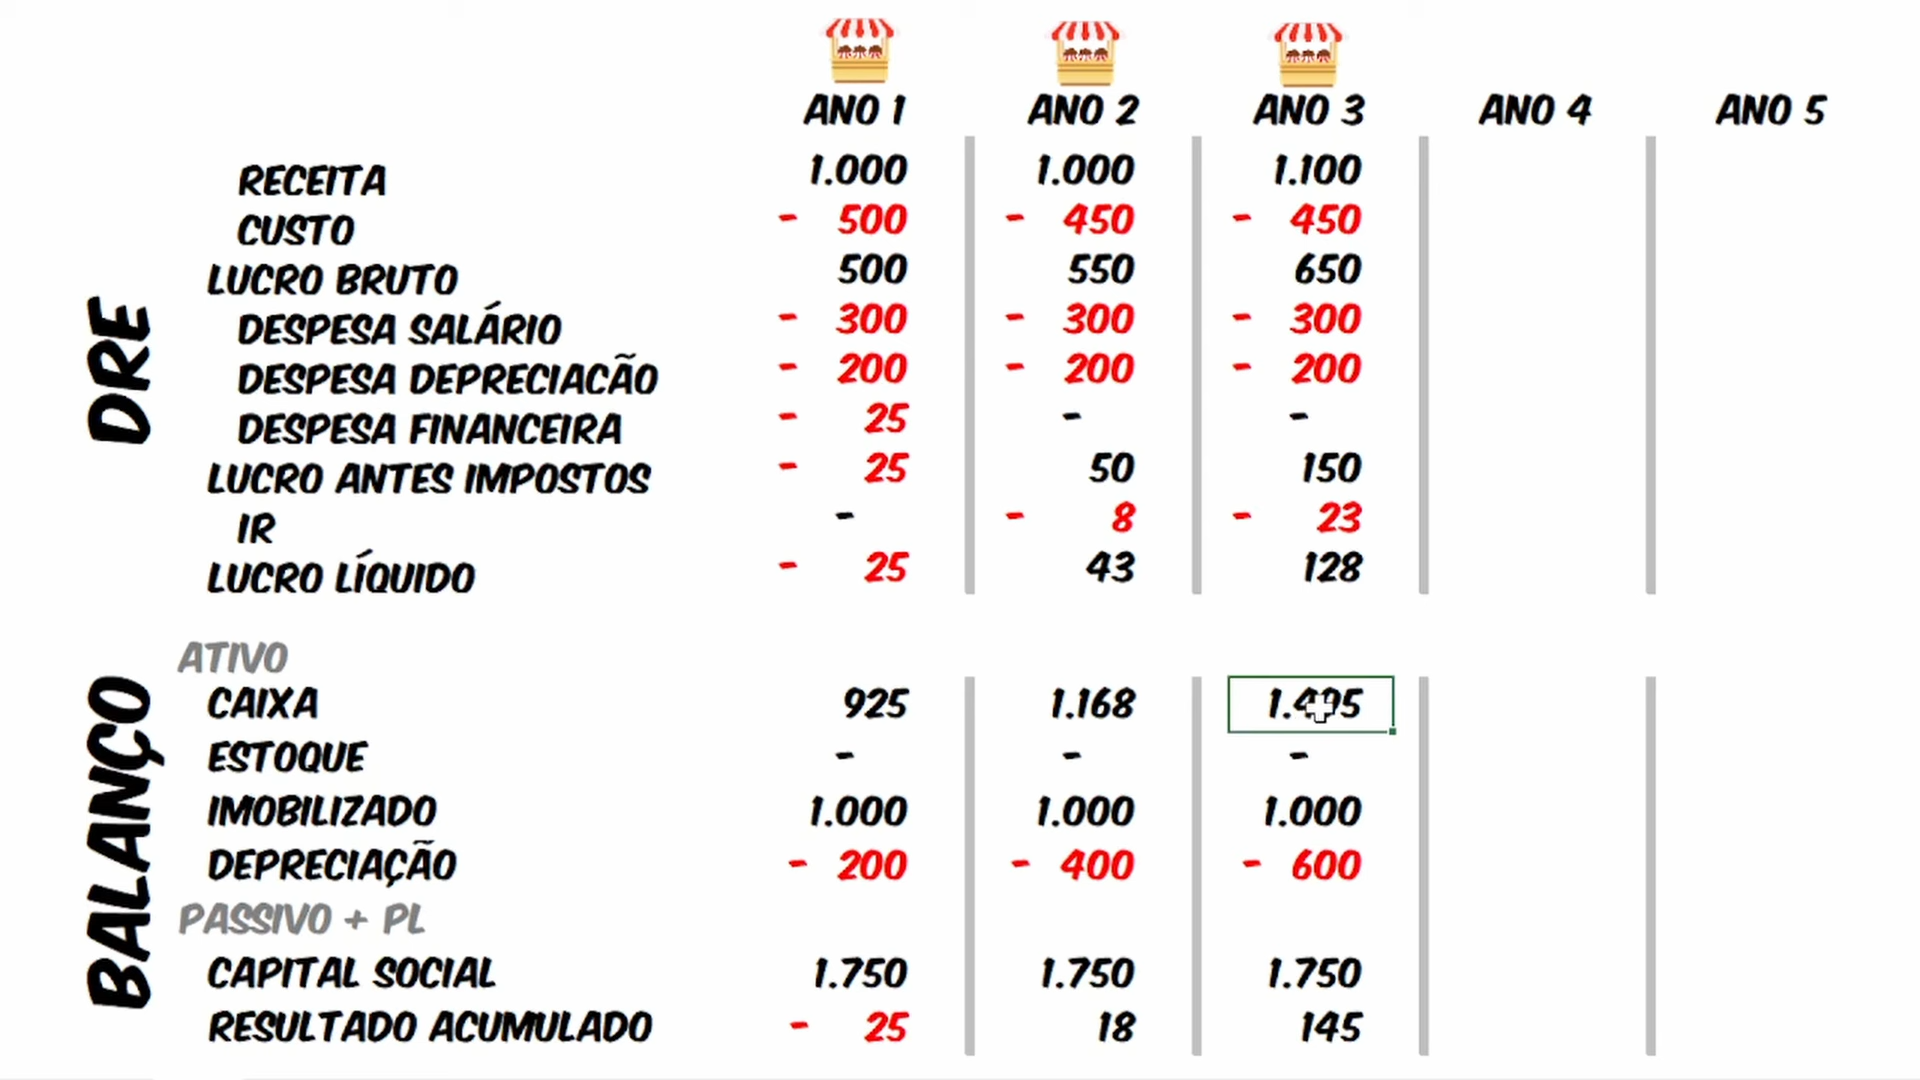 ANO 1 ANO 2 ANO 3 ANO 4 ANO 5
DRE
RECEITA 1.000 1.000 1.100
CUSTO - 500 - 450 - 450
LUCRO BRUTO 500 550 650
DESPESA SALÁRIO - 300 - 300 - 300
DESPESA DEPRECIACÃO - 200 - 200 - 200
DESPESA FINANCEIRA - 25 - -
LUCRO ANTES IMPOSTOS - 25 50 150
IR - - 8 - 23
LUCRO LÍQUIDO - 25 43 128
BALANÇO
ATIVO
CAIXA 925 1.168
ESTOQUE - - -
IMOBILIZADO 1.000 1.000 1.000
DEPRECIAÇÃO - 200 - 400 - 600
PASSIVO + PL
CAPITAL SOCIAL 1.750 1.750 1.750
RESULTADO ACUMULADO - 25 18 145